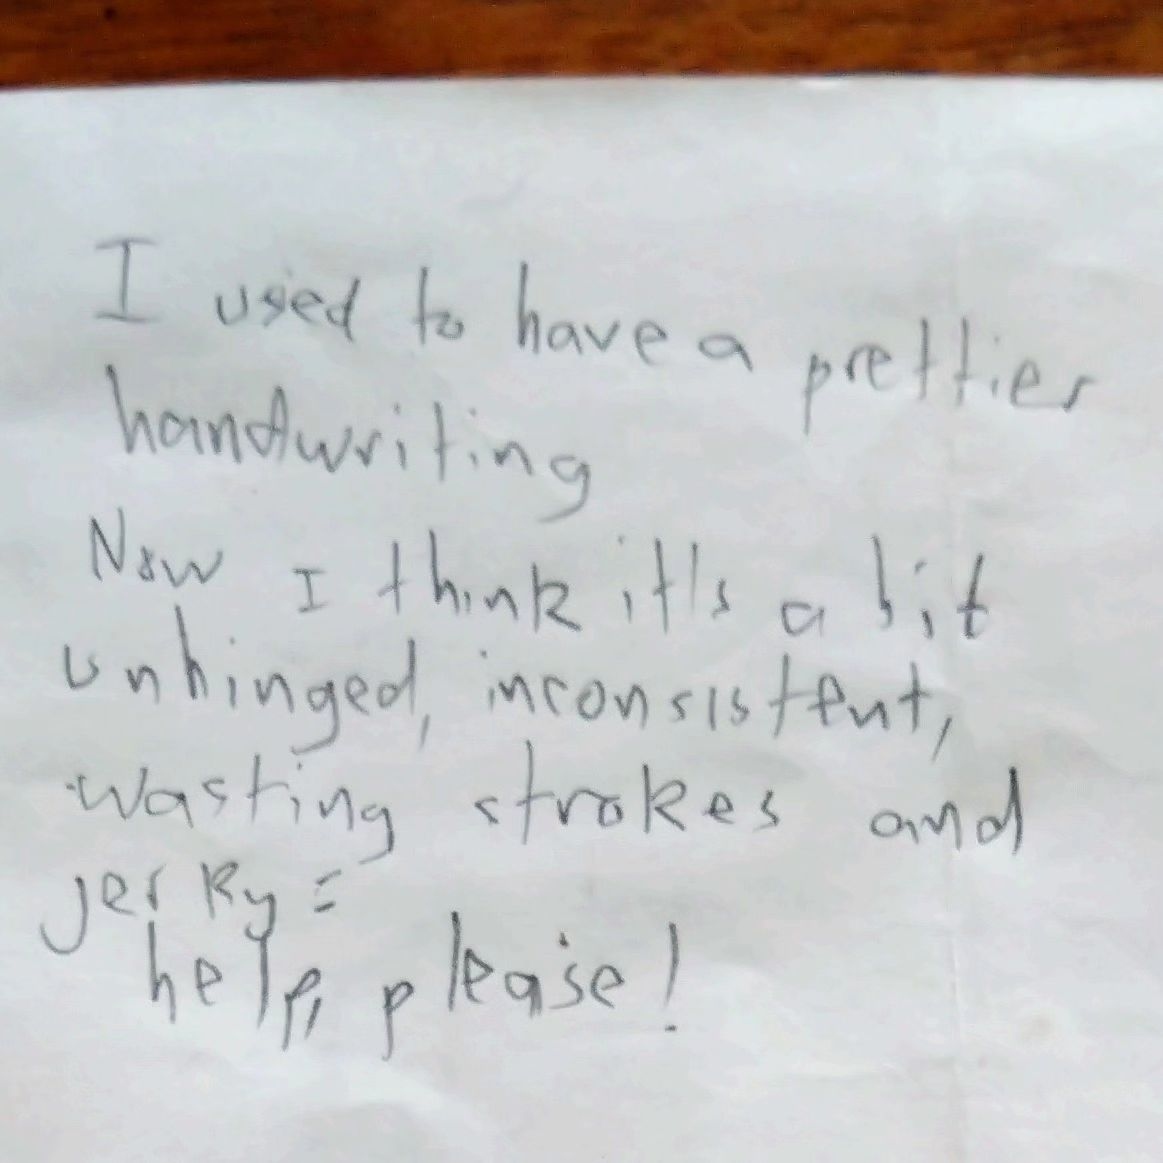 I used to have a prettier
handwriting
Now I think it's a bit
unhinged, inconsistent,
wasting strokes and
jerky =
help, please!